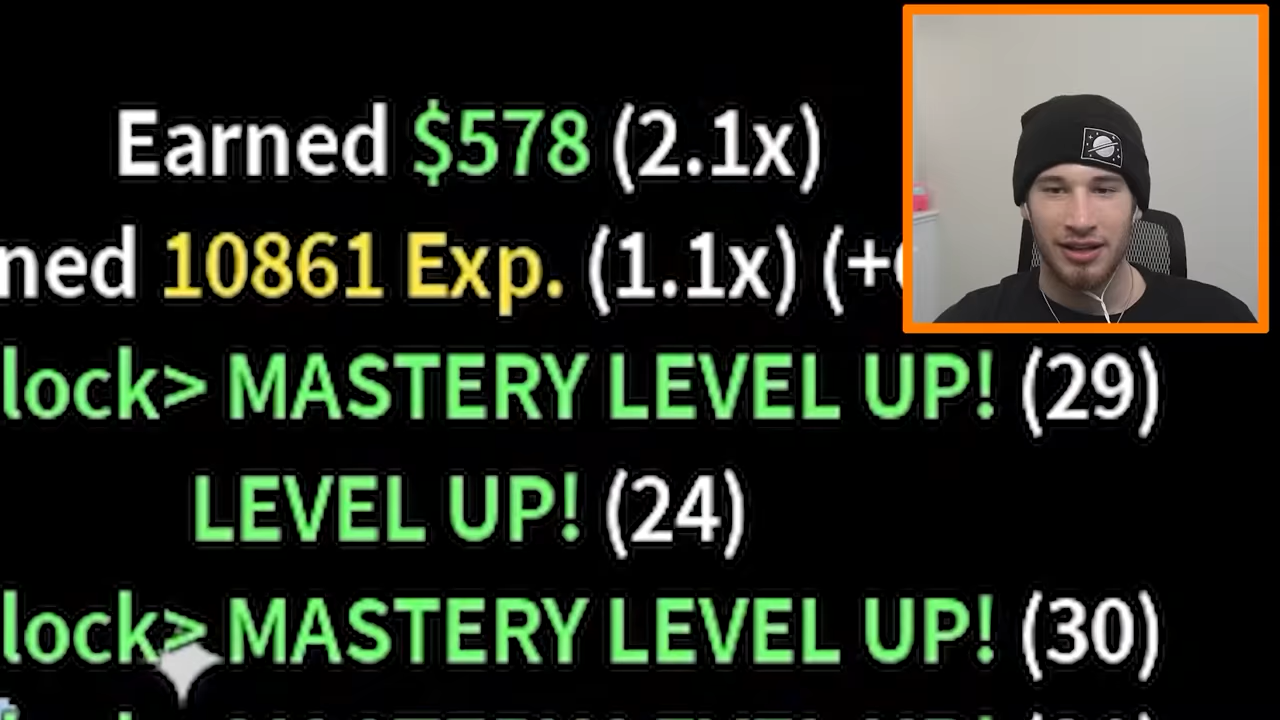 Earned $578 (2.1x)
ned 10861 Exp. (1.1x) (+
lock> MASTERY LEVEL UP! (29)
LEVEL UP! (24)
lock> MASTERY LEVEL UP! (30)